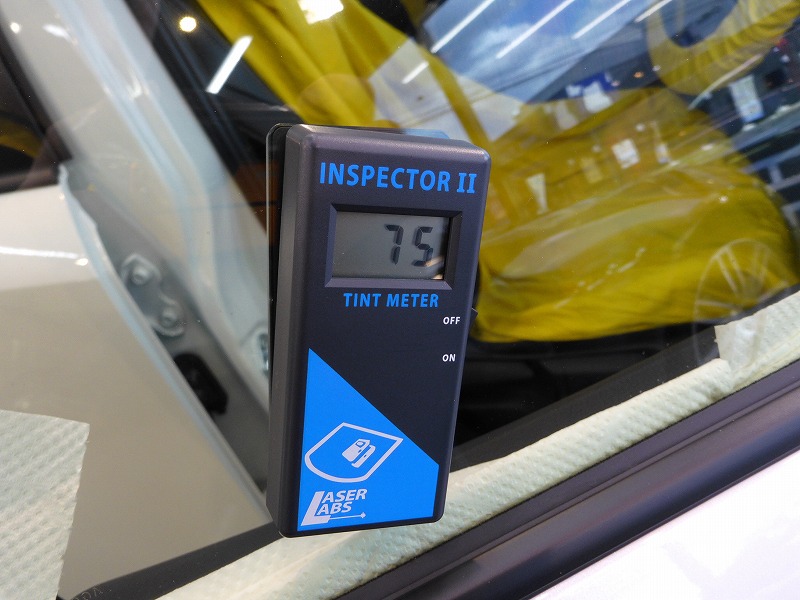 INSPECTOR II
75
TINT METER
OFF
ON
LASER
LABS